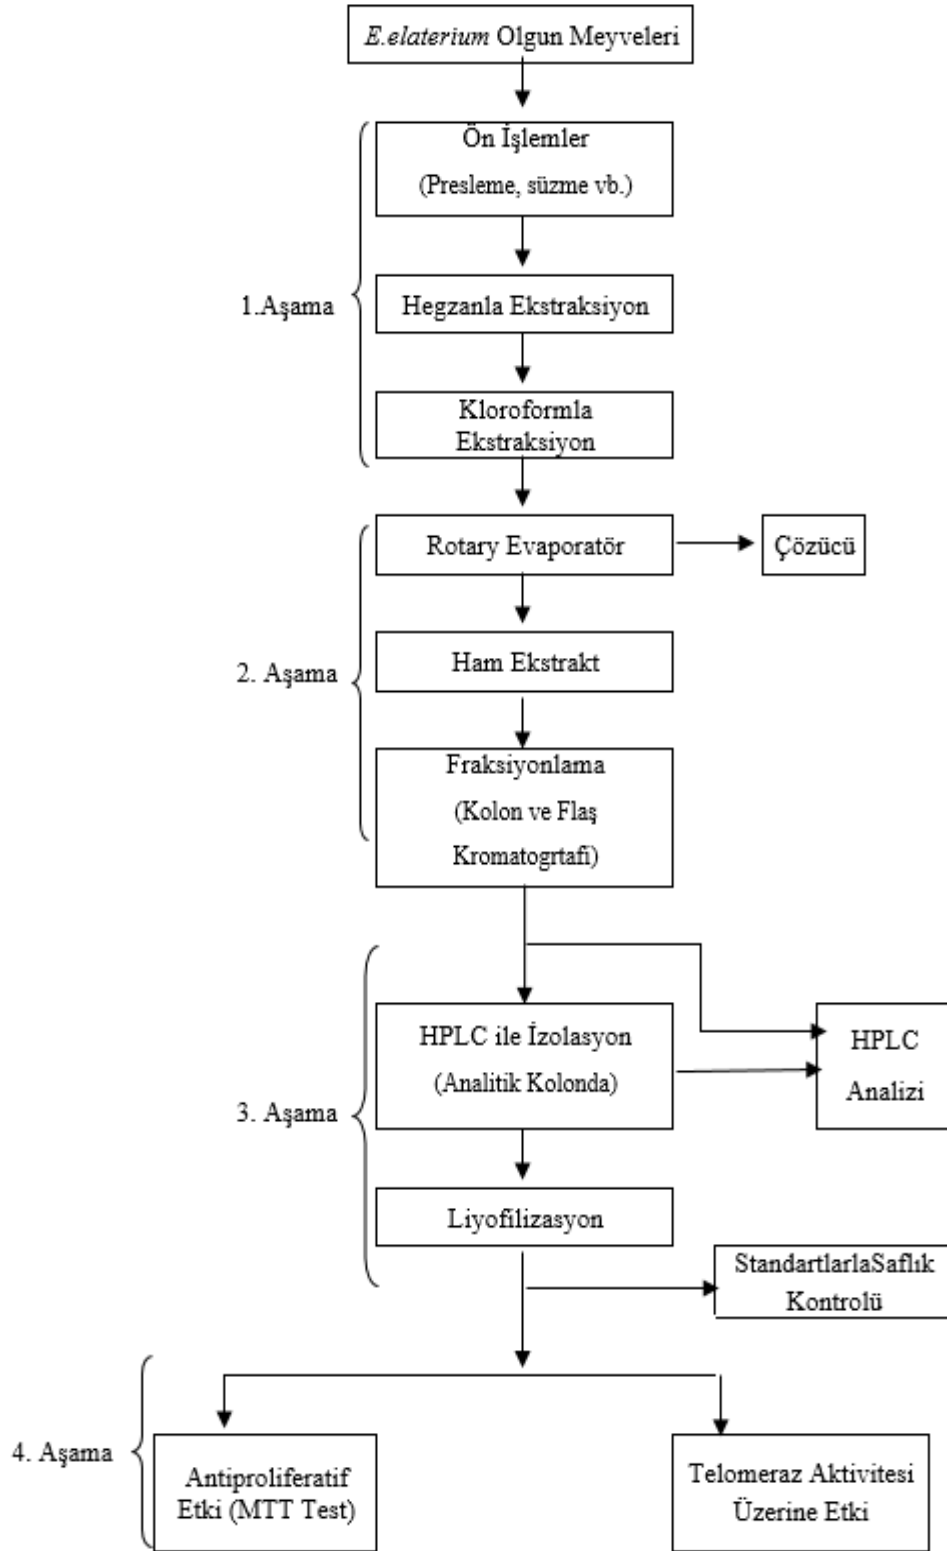 E.elaterium Olgun Meyveleri
Ön İşlemler
(Presleme, süzme vb.)
1.Aşama
Hegzanla Ekstraksiyon
Kloroformla
Ekstraksiyon
Rotary Evaporatör
Çözücü
2. Aşama
Ham Ekstrakt
Fraksiyonlama
(Kolon ve Flaş
Kromatogrtafi)
3. Aşama
HPLC ile İzolasyon
(Analitik Kolonda)
HPLC
Analizi
Liyofilizasyon
StandartlarlaSaflık
Kontrolü
4. Aşama
Antiproliferatif
Etki (MTT Test)
Telomeraz Aktivitesi
Üzerine Etki